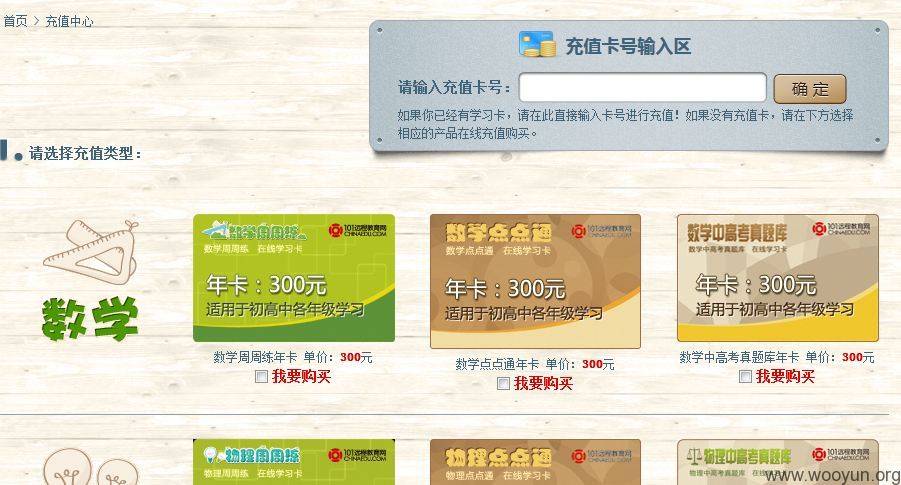 首页 > 充值中心
充值卡号输入区
请输入充值卡号：
确 定
如果你已经有学习卡，请在此直接输入卡号进行充值！如果没有充值卡，请在下方选择
相应的产品在线充值购买。
请选择充值类型：
数学
数学周周练
101远程教育网
CHINAEDU.COM
数学周周练 在线学习卡
年卡：300元
适用于初高中各年级学习
数学周周练年卡 单价：300元
我要购买
数学点点通
101远程教育网
CHINAEDU.COM
数学点点通 在线学习卡
年卡：300元
适用于初高中各年级学习
数学点点通年卡 单价：300元
我要购买
数学中高考真题库
101远程教育网
CHINAEDU.COM
数学中高考真题库 在线学习卡
年卡：300元
适用于初高中各年级学习
数学中高考真题库年卡 单价：300元
我要购买
物理周周练
101远程教育网
CHINAEDU.COM
物理周周练 在线学习卡
物理点点通
101远程教育网
CHINAEDU.COM
物理点点通 在线学习卡
物理中高考真题库
101远程教育网
CHINAEDU.COM
物理中高考真题库 在线学习卡
www.wooyun.org